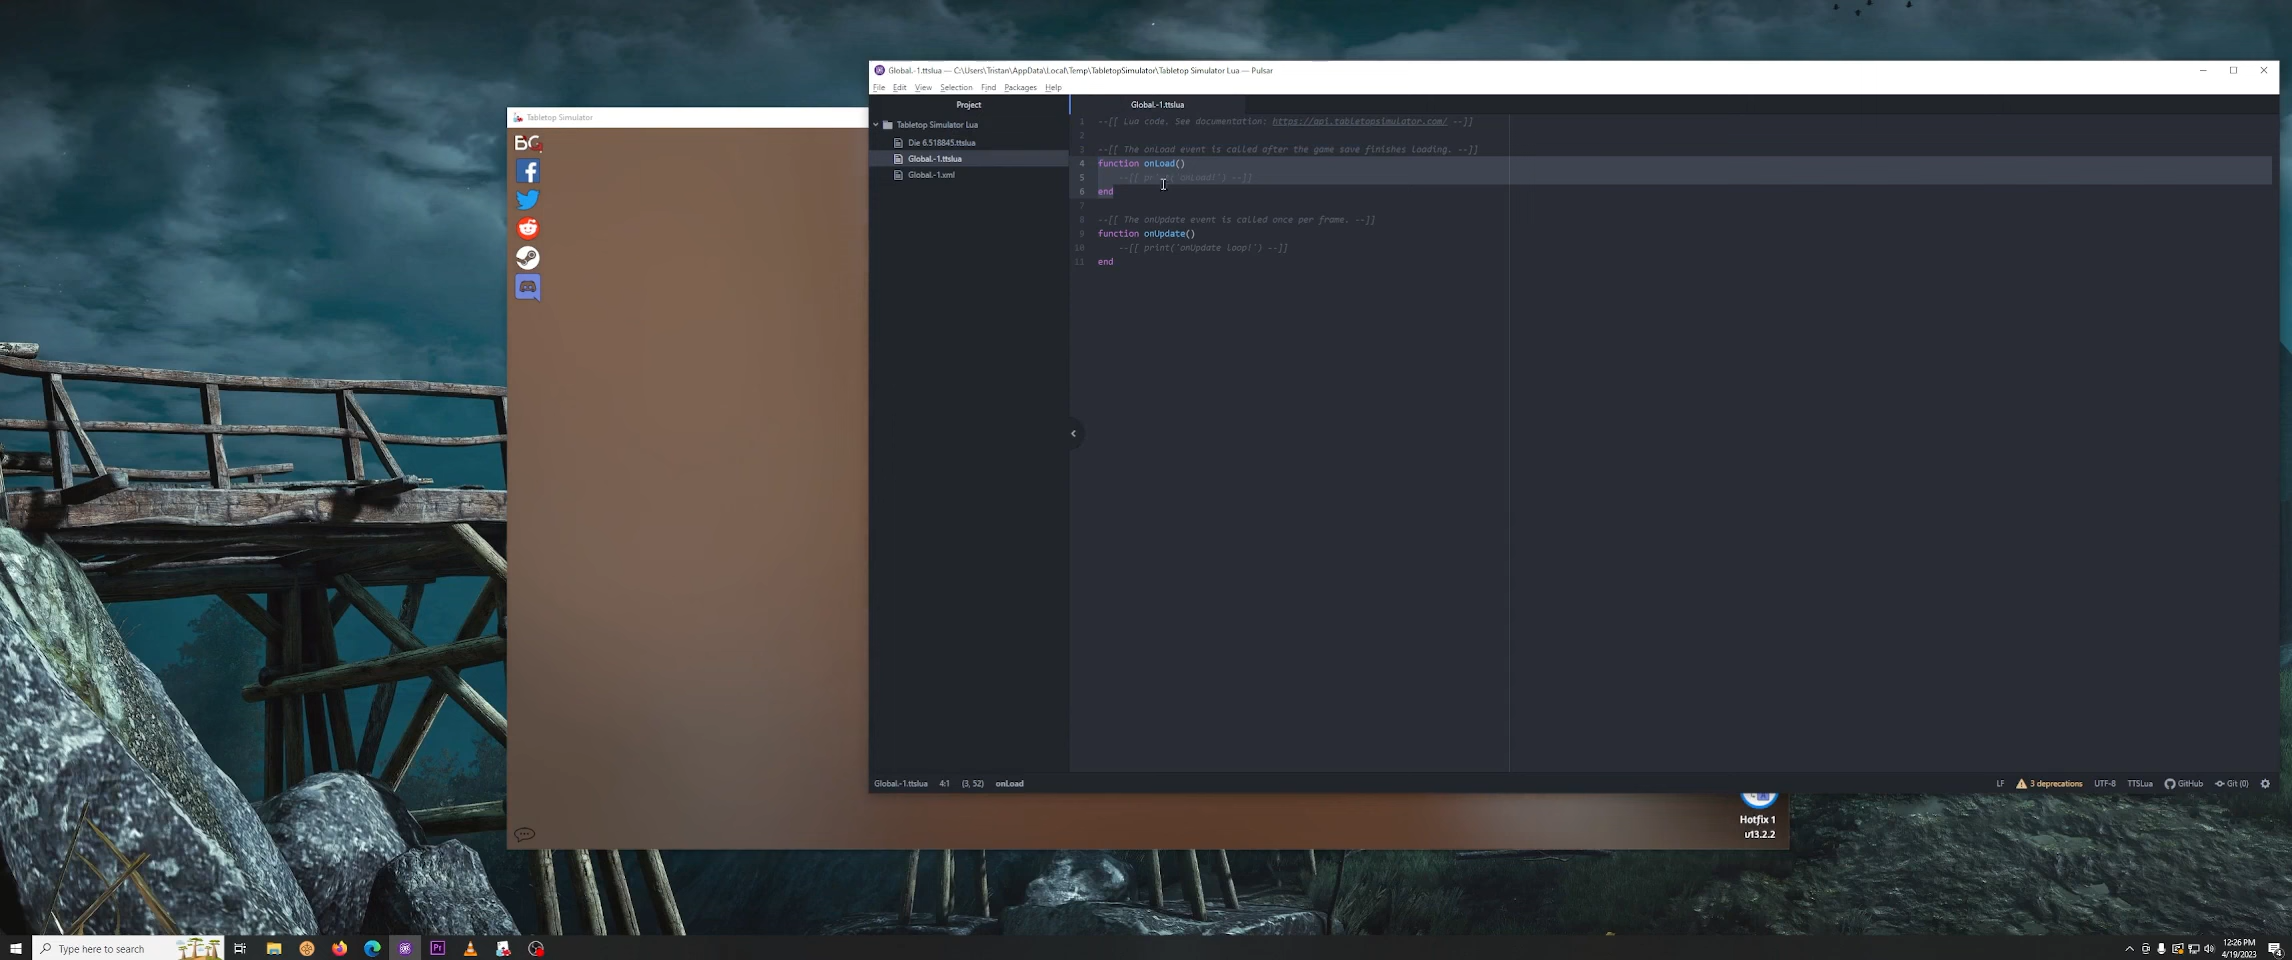 Global.-1.ttslua — C:\Users\Tristan\AppData\Local\Temp\TabletopSimulator\Tabletop Simulator Lua — Pulsar
File Edit View Selection Find Packages Help
Project
Global.-1.ttslua
Tabletop Simulator
Tabletop Simulator Lua
Die 6.518845.ttslua
Global.-1.ttslua
Global.-1.xml
1 --[[ Lua code. See documentation: https://api.tabletopsimulator.com/ --]]
2
3 --[[ The onLoad event is called after the game save finishes loading. --]]
4 function onLoad()
5 --[[ print('onLoad!') --]]
6 end
7
8 --[[ The onUpdate event is called once per frame. --]]
9 function onUpdate()
10 --[[ print('onUpdate loop!') --]]
11 end
Global.-1.ttslua 4:1 (3, 52) onLoad
LF 3 deprecations UTF-8 TTSLua GitHub Git (0)
Hotfix 1
v13.2.2
Type here to search
Pr
12:26 PM
4/19/2023
4